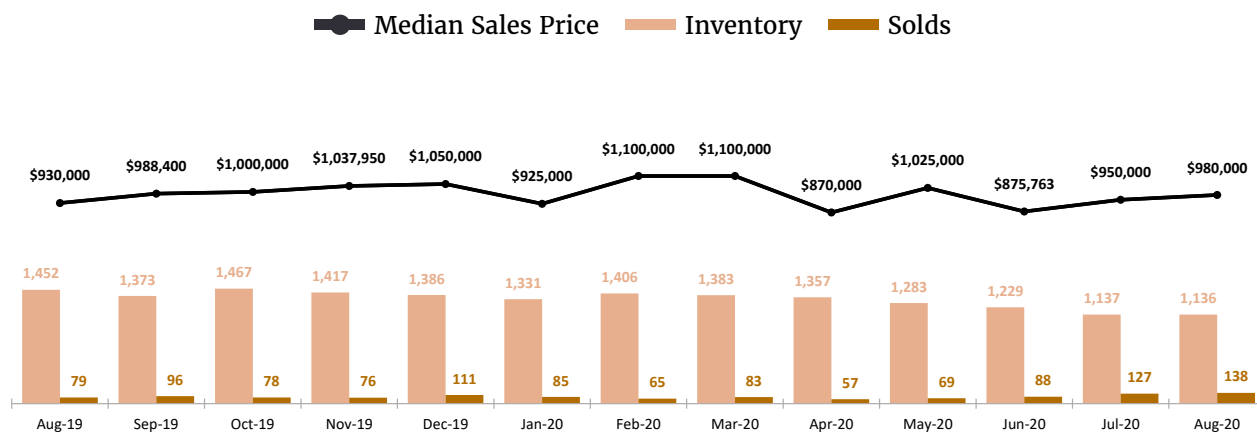 Median Sales Price Inventory Solds
$930,000 $988,400 $1,000,000 $1,037,950 $1,050,000 $925,000 $1,100,000 $1,100,000 $870,000 $1,025,000 $875,763 $950,000 $980,000
1,452 1,373 1,467 1,417 1,386 1,331 1,406 1,383 1,357 1,283 1,229 1,137 1,136
79 96 78 76 111 85 65 83 57 69 88 127 138
Aug-19 Sep-19 Oct-19 Nov-19 Dec-19 Jan-20 Feb-20 Mar-20 Apr-20 May-20 Jun-20 Jul-20 Aug-20